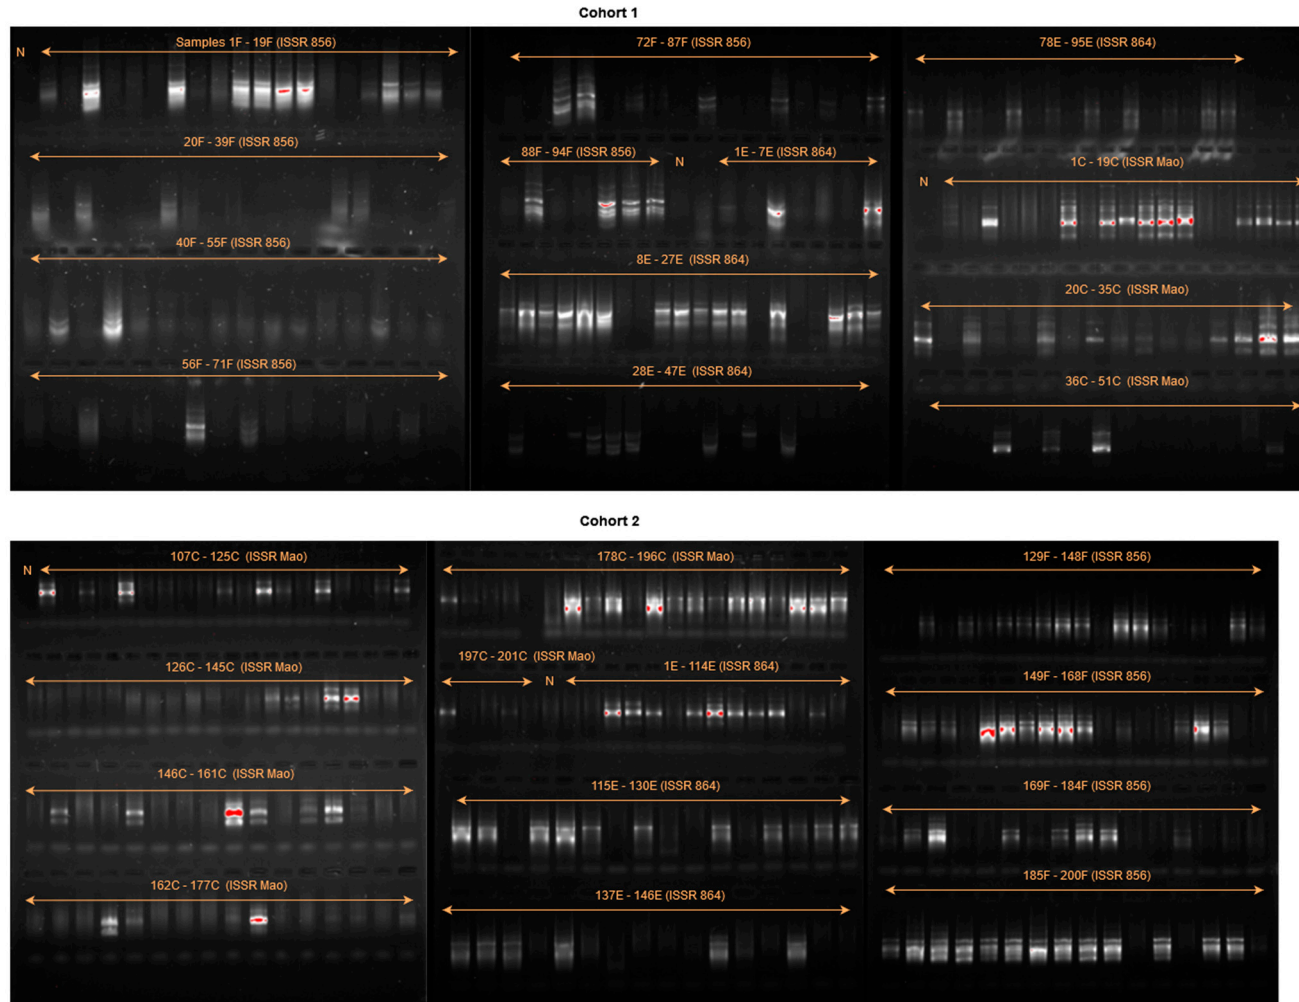 Cohort 1
N
Samples 1F - 19F (ISSR 856)
20F - 39F (ISSR 856)
40F - 55F (ISSR 856)
56F - 71F (ISSR 856)
72F - 87F (ISSR 856)
88F - 94F (ISSR 856)
N
1E - 7E (ISSR 864)
8E - 27E (ISSR 864)
28E - 47E (ISSR 864)
78E - 95E (ISSR 864)
N
1C - 19C (ISSR Mao)
20C - 35C (ISSR Mao)
36C - 51C (ISSR Mao)
Cohort 2
N
107C - 125C (ISSR Mao)
126C - 145C (ISSR Mao)
146C - 161C (ISSR Mao)
162C - 177C (ISSR Mao)
178C - 196C (ISSR Mao)
197C - 201C (ISSR Mao)
N
1E - 114E (ISSR 864)
115E - 130E (ISSR 864)
137E - 146E (ISSR 864)
129F - 148F (ISSR 856)
149F - 168F (ISSR 856)
169F - 184F (ISSR 856)
185F - 200F (ISSR 856)